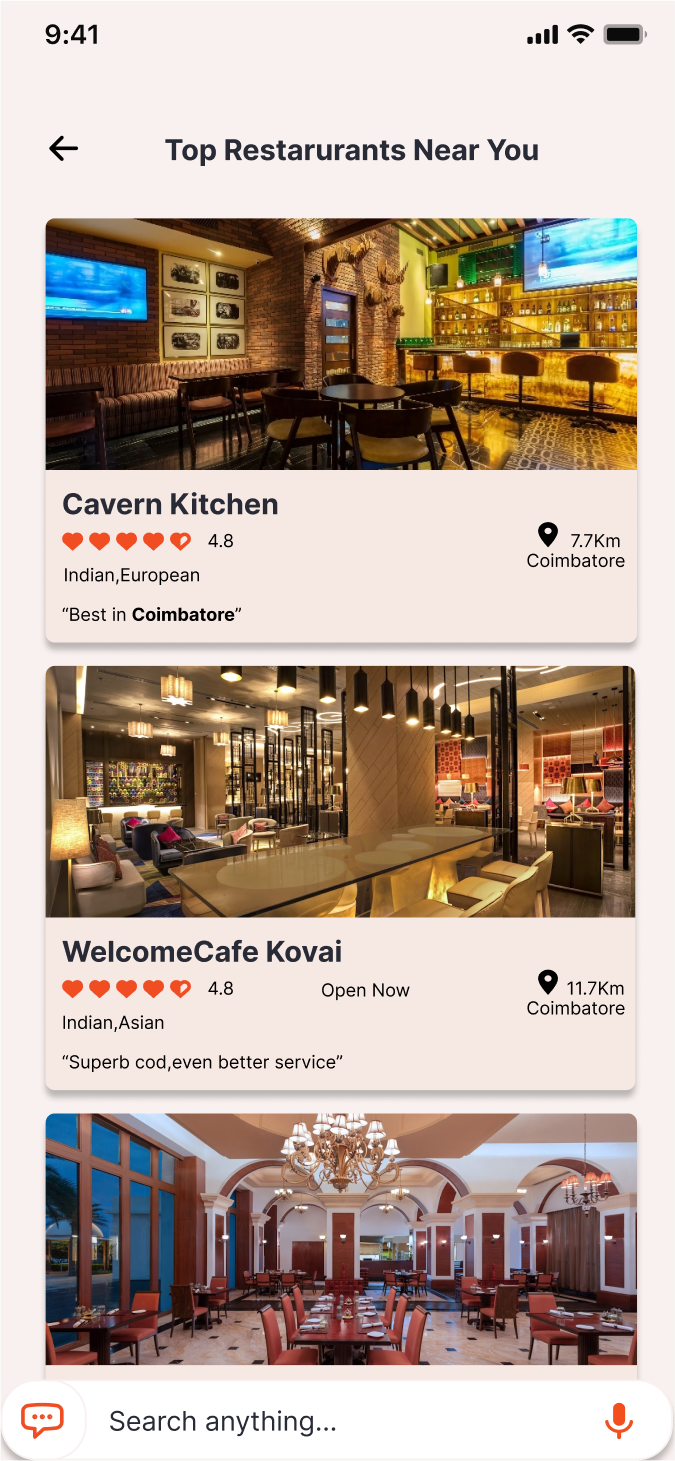 9:41
Top Restarurants Near You
Cavern Kitchen
4.8
7.7Km
Coimbatore
Indian,European
“Best in Coimbatore”
WelcomeCafe Kovai
4.8
Open Now
11.7Km
Coimbatore
Indian,Asian
“Superb cod,even better service”
Search anything...